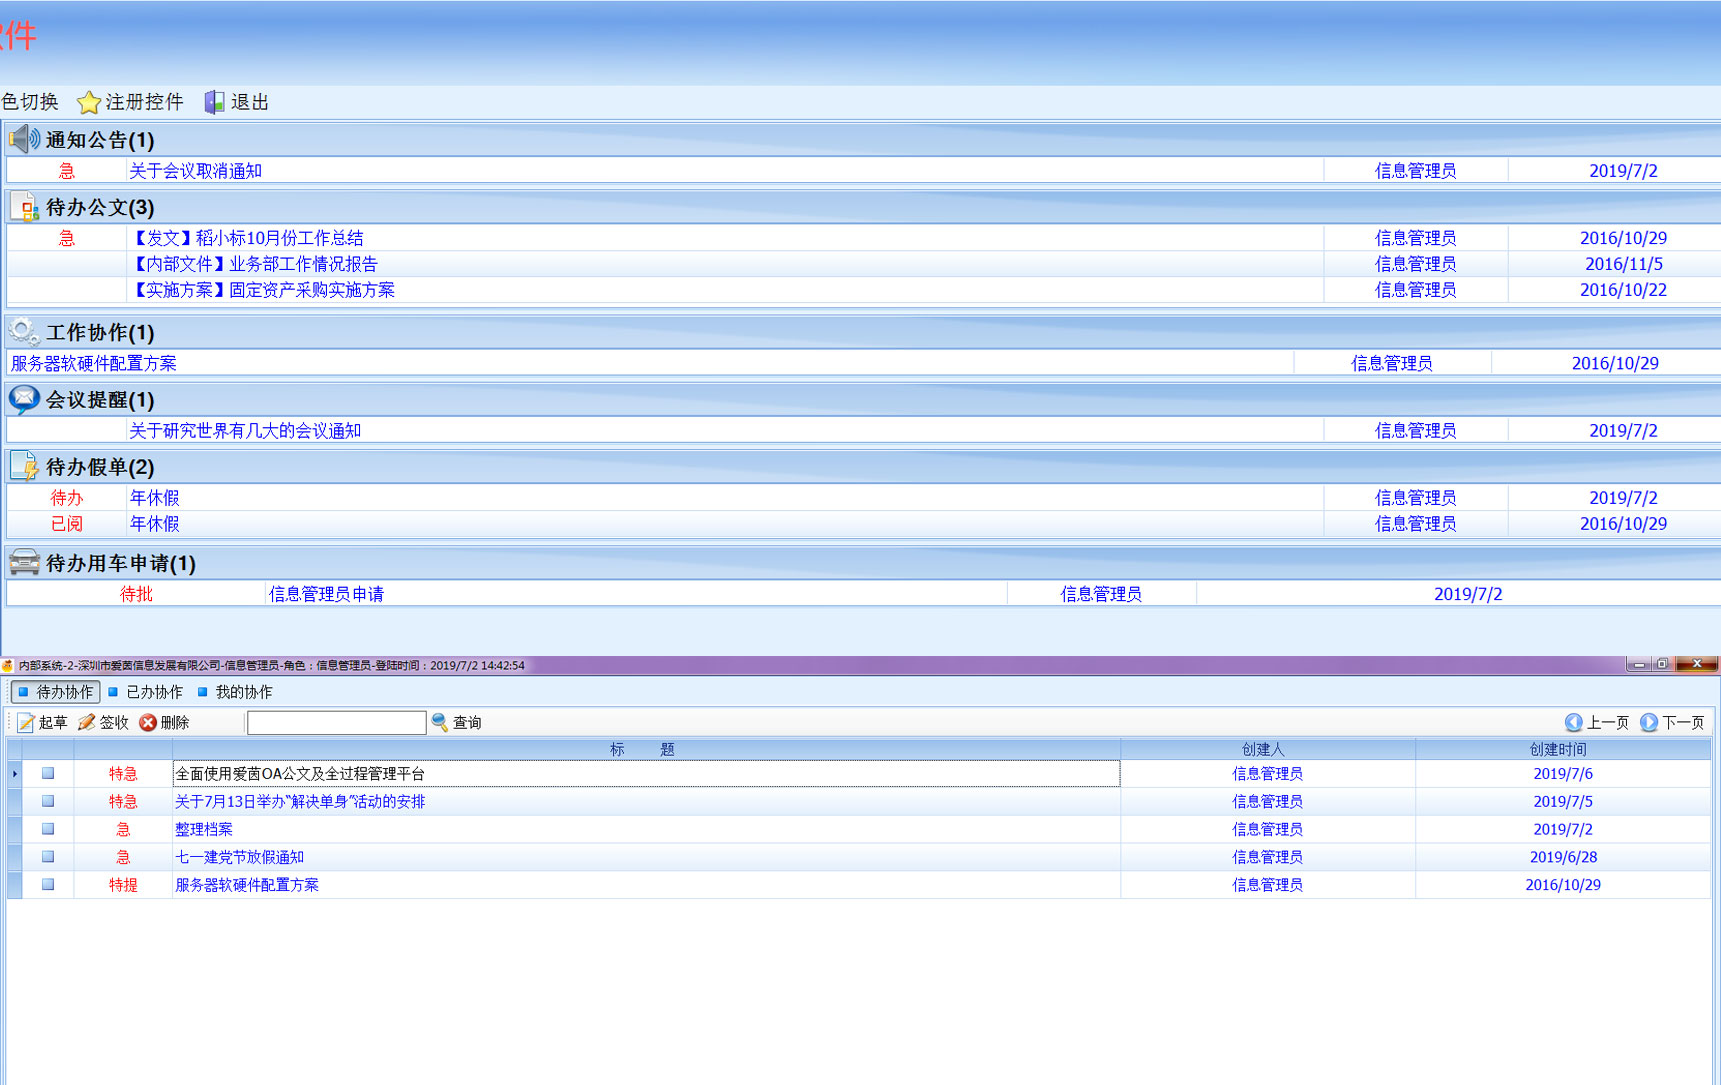 件
色切换 注册控件 退出
通知公告(1)
急 关于会议取消通知 信息管理员 2019/7/2
待办公文(3)
急 【发文】稻小标10月份工作总结 信息管理员 2016/10/29
【内部文件】业务部工作情况报告 信息管理员 2016/11/5
【实施方案】固定资产采购实施方案 信息管理员 2016/10/22
工作协作(1)
服务器软硬件配置方案 信息管理员 2016/10/29
会议提醒(1)
关于研究世界有几大的会议通知 信息管理员 2019/7/2
待办假单(2)
待办 年休假 信息管理员 2019/7/2
已阅 年休假 信息管理员 2016/10/29
待办用车申请(1)
待批 信息管理员申请 信息管理员 2019/7/2
内部系统-2-深圳市爱茵信息发展有限公司-信息管理员-角色：信息管理员-登陆时间：2019/7/2 14:42:54
待办协作 已办协作 我的协作
起草 签收 删除 查询 上一页 下一页
标 题 创建人 创建时间
特急 全面使用爱茵OA公文及全过程管理平台 信息管理员 2019/7/6
特急 关于7月13日举办“解决单身”活动的安排 信息管理员 2019/7/5
急 整理档案 信息管理员 2019/7/2
急 七一建党节放假通知 信息管理员 2019/6/28
特提 服务器软硬件配置方案 信息管理员 2016/10/29